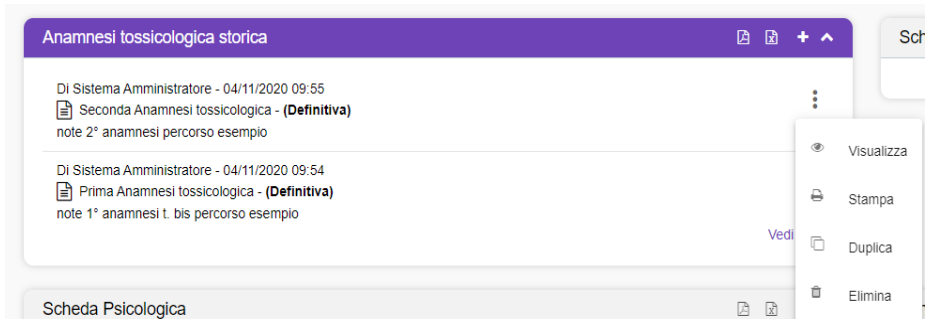 Anamnesi tossicologica storica
Sch
Di Sistema Amministratore - 04/11/2020 09:55
Seconda Anamnesi tossicologica - (Definitiva)
note 2° anamnesi percorso esempio
Di Sistema Amministratore - 04/11/2020 09:54
Prima Anamnesi tossicologica - (Definitiva)
note 1° anamnesi t. bis percorso esempio
Vedi
Visualizza
Stampa
Duplica
Elimina
Scheda Psicologica